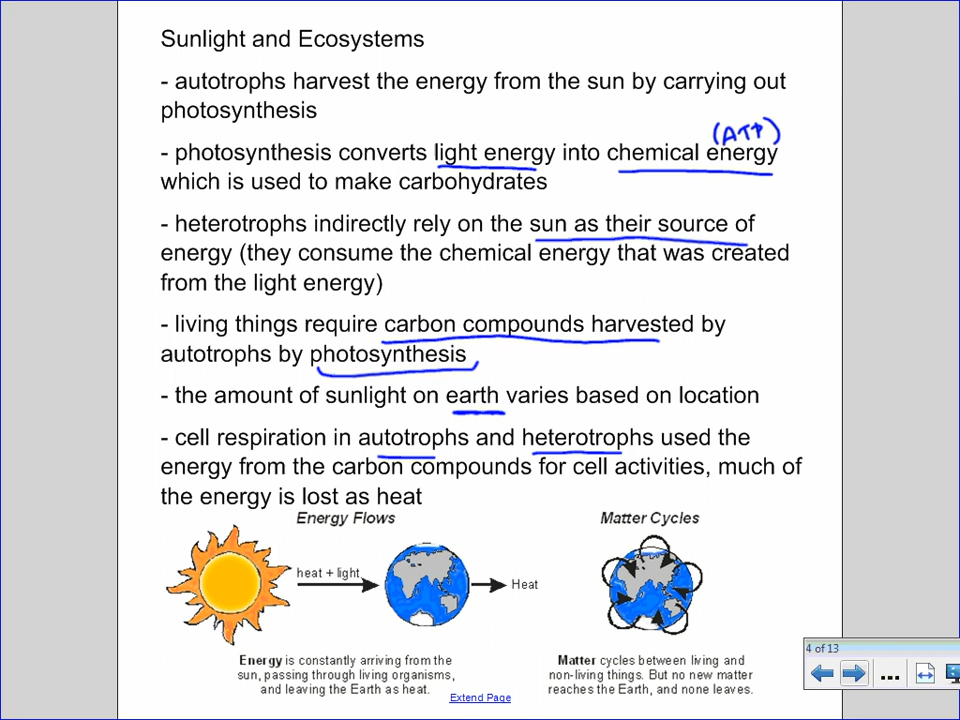 Sunlight and Ecosystems
- autotrophs harvest the energy from the sun by carrying out
photosynthesis
(ATP)
- photosynthesis converts light energy into chemical energy
which is used to make carbohydrates
- heterotrophs indirectly rely on the sun as their source of
energy (they consume the chemical energy that was created
from the light energy)
- living things require carbon compounds harvested by
autotrophs by photosynthesis
- the amount of sunlight on earth varies based on location
- cell respiration in autotrophs and heterotrophs used the
energy from the carbon compounds for cell activities, much of
the energy is lost as heat
Energy Flows
heat + light
Heat
Energy is constantly arriving from the
sun, passing through living organisms,
and leaving the Earth as heat.
Matter Cycles
Matter cycles between living and
non-living things. But no new matter
reaches the Earth, and none leaves.
Extend Page
4 of 13
...